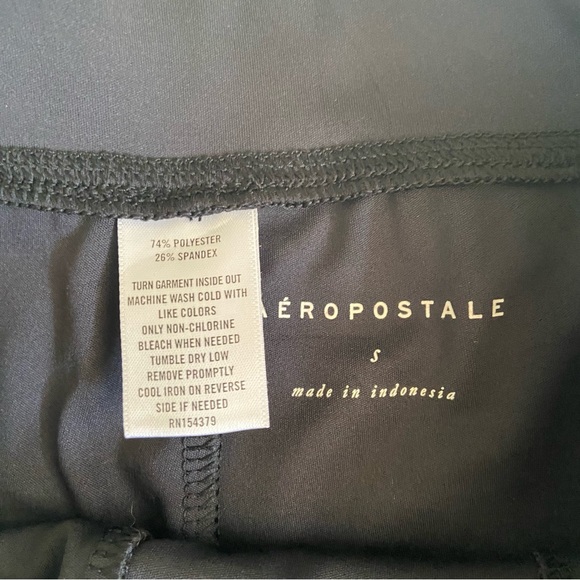 74% POLYESTER
26% SPANDEX
TURN GARMENT INSIDE OUT
MACHINE WASH COLD WITH
LIKE COLORS
ONLY NON-CHLORINE
BLEACH WHEN NEEDED
TUMBLE DRY LOW
REMOVE PROMPTLY
COOL IRON ON REVERSE
SIDE IF NEEDED
RN154379
AÉROPOSTALE
S
made in indonesia